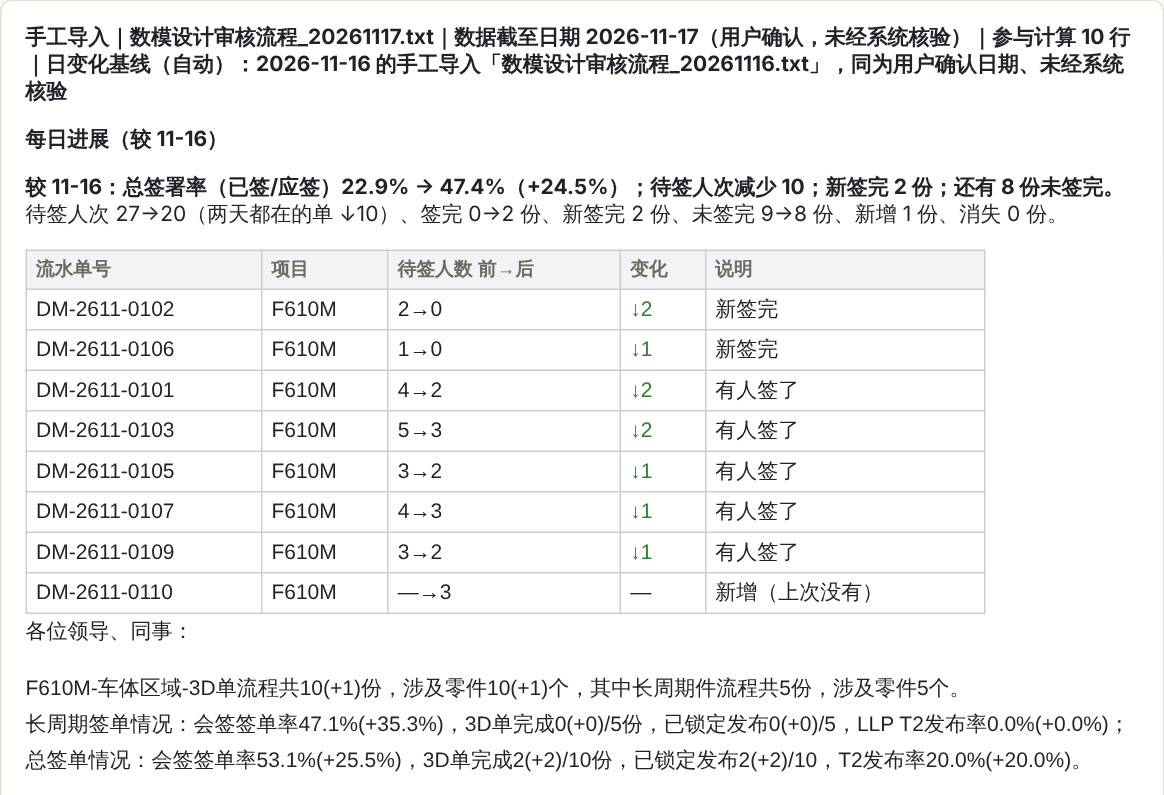 手工导入｜数模设计审核流程_20261117.txt｜数据截至日期 2026-11-17（用户确认，未经系统核验）｜参与计算 10 行
｜日变化基线（自动）：2026-11-16 的手工导入「数模设计审核流程_20261116.txt」，同为用户确认日期、未经系统
核验
每日进展（较 11-16）
较 11-16：总签署率（已签/应签）22.9% → 47.4%（+24.5%）；待签人次减少 10；新签完 2 份；还有 8 份未签完。
待签人次 27→20（两天都在的单 ↓10）、签完 0→2 份、新签完 2 份、未签完 9→8 份、新增 1 份、消失 0 份。
流水单号 项目 待签人数 前→后 变化 说明
DM-2611-0102 F610M 2→0 ↓2 新签完
DM-2611-0106 F610M 1→0 ↓1 新签完
DM-2611-0101 F610M 4→2 ↓2 有人签了
DM-2611-0103 F610M 5→3 ↓2 有人签了
DM-2611-0105 F610M 3→2 ↓1 有人签了
DM-2611-0107 F610M 4→3 ↓1 有人签了
DM-2611-0109 F610M 3→2 ↓1 有人签了
DM-2611-0110 F610M —→3 — 新增（上次没有）
各位领导、同事：
F610M-车体区域-3D单流程共10(+1)份，涉及零件10(+1)个，其中长周期件流程共5份，涉及零件5个。
长周期签单情况：会签签单率47.1%(+35.3%)，3D单完成0(+0)/5份，已锁定发布0(+0)/5，LLP T2发布率0.0%(+0.0%)；
总签单情况：会签签单率53.1%(+25.5%)，3D单完成2(+2)/10份，已锁定发布2(+2)/10，T2发布率20.0%(+20.0%)。